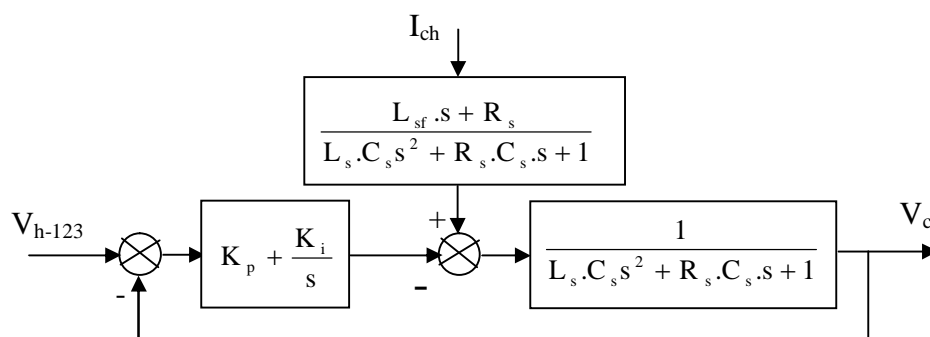 I_ch
L_sf .s + R_s
L_s.C_s s^2 + R_s.C_s.s + 1
V_h-123
+
V_c
K_p + K_i
s
1
L_s.C_s s^2 + R_s.C_s.s + 1
-
-